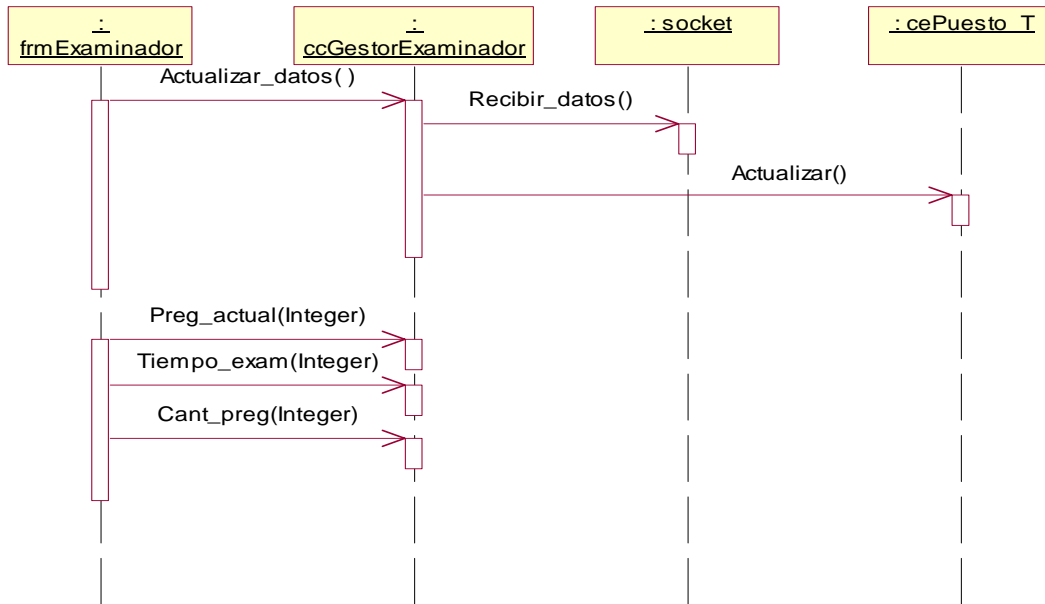 :
frmExaminador
:
ccGestorExaminador
: socket
: cePuesto_T
Actualizar_datos( )
Recibir_datos()
Actualizar()
Preg_actual(Integer)
Tiempo_exam(Integer)
Cant_preg(Integer)